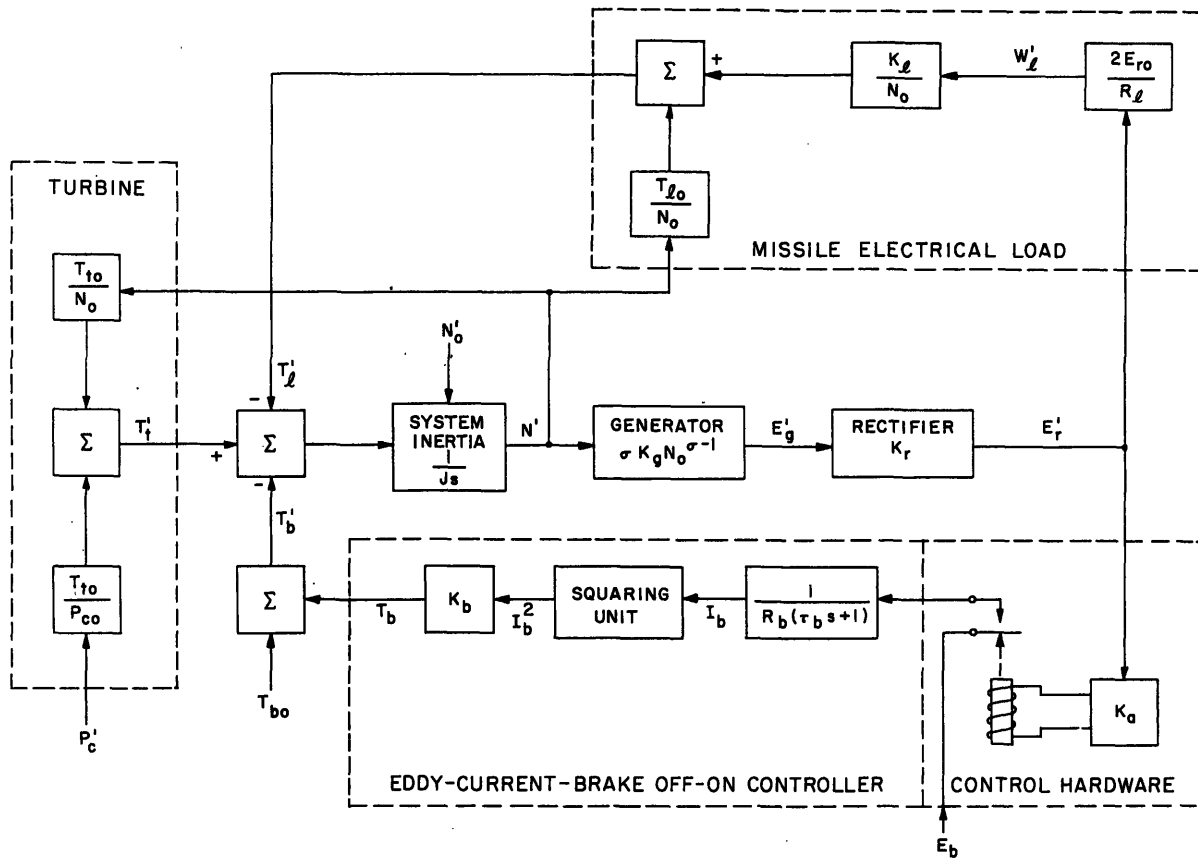 Σ
+
K_ℓ
N_o
W'_ℓ
2E_ro
R_ℓ
T_ℓo
N_o
MISSILE ELECTRICAL LOAD
TURBINE
T_to
N_o
Σ
T'_t
+
T_to
P_co
P'_c
T'_ℓ
-
Σ
-
T'_b
Σ
T_bo
N'_o
SYSTEM
INERTIA
1
Js
N'
GENERATOR
σ K_g N_o^σ-1
E'_g
RECTIFIER
K_r
E'_r
T_b
K_b
I_b^2
SQUARING
UNIT
I_b
1
R_b(τ_b s+1)
K_a
EDDY-CURRENT-BRAKE OFF-ON CONTROLLER
CONTROL HARDWARE
E_b